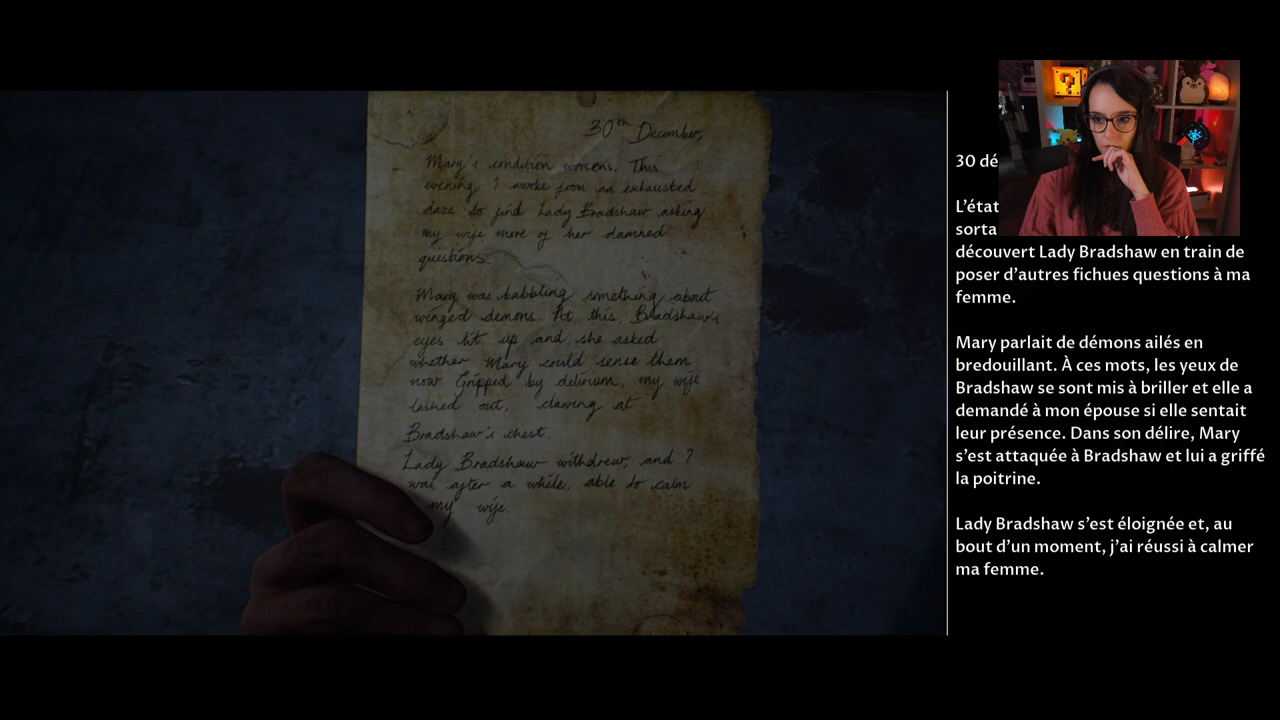 30th December,
Mary's condition worsens. This
evening, I awoke from an exhausted
daze to find Lady Bradshaw asking
my wife more of her damned
questions.
Mary was babbling something about
winged demons. At this, Bradshaw's
eyes lit up and she asked
whether Mary could sense them
now. Gripped by delirium, my wife
lashed out, clawing at
Bradshaw's chest.
Lady Bradshaw withdrew, and I
was, after a while, able to calm
my wife.
30 dé
L'état
sorta
découvert Lady Bradshaw en train de
poser d'autres fichues questions à ma
femme.
Mary parlait de démons ailés en
bredouillant. À ces mots, les yeux de
Bradshaw se sont mis à briller et elle a
demandé à mon épouse si elle sentait
leur présence. Dans son délire, Mary
s'est attaquée à Bradshaw et lui a griffé
la poitrine.
Lady Bradshaw s'est éloignée et, au
bout d'un moment, j'ai réussi à calmer
ma femme.